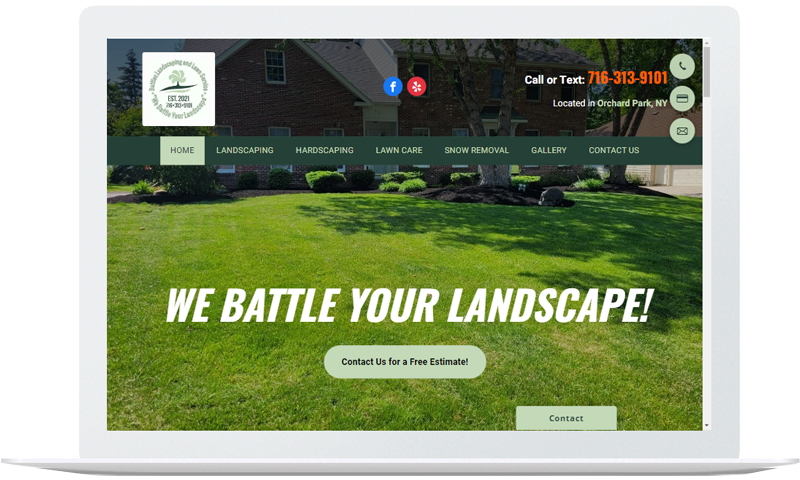 Battles Landscaping and Lawn Service
EST. 2021
716-313-9101
"We Battle Your Landscape"
f
Call or Text: 716-313-9101
Located in Orchard Park, NY
HOME LANDSCAPING HARDSCAPING LAWN CARE SNOW REMOVAL GALLERY CONTACT US
WE BATTLE YOUR LANDSCAPE!
Contact Us for a Free Estimate!
Contact